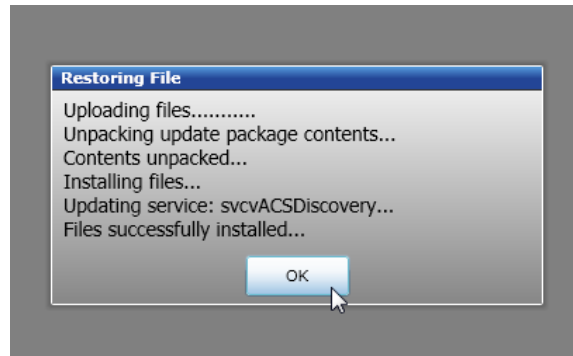 Restoring File
Uploading files...........
Unpacking update package contents...
Contents unpacked...
Installing files...
Updating service: svcvACSDiscovery...
Files successfully installed...
OK